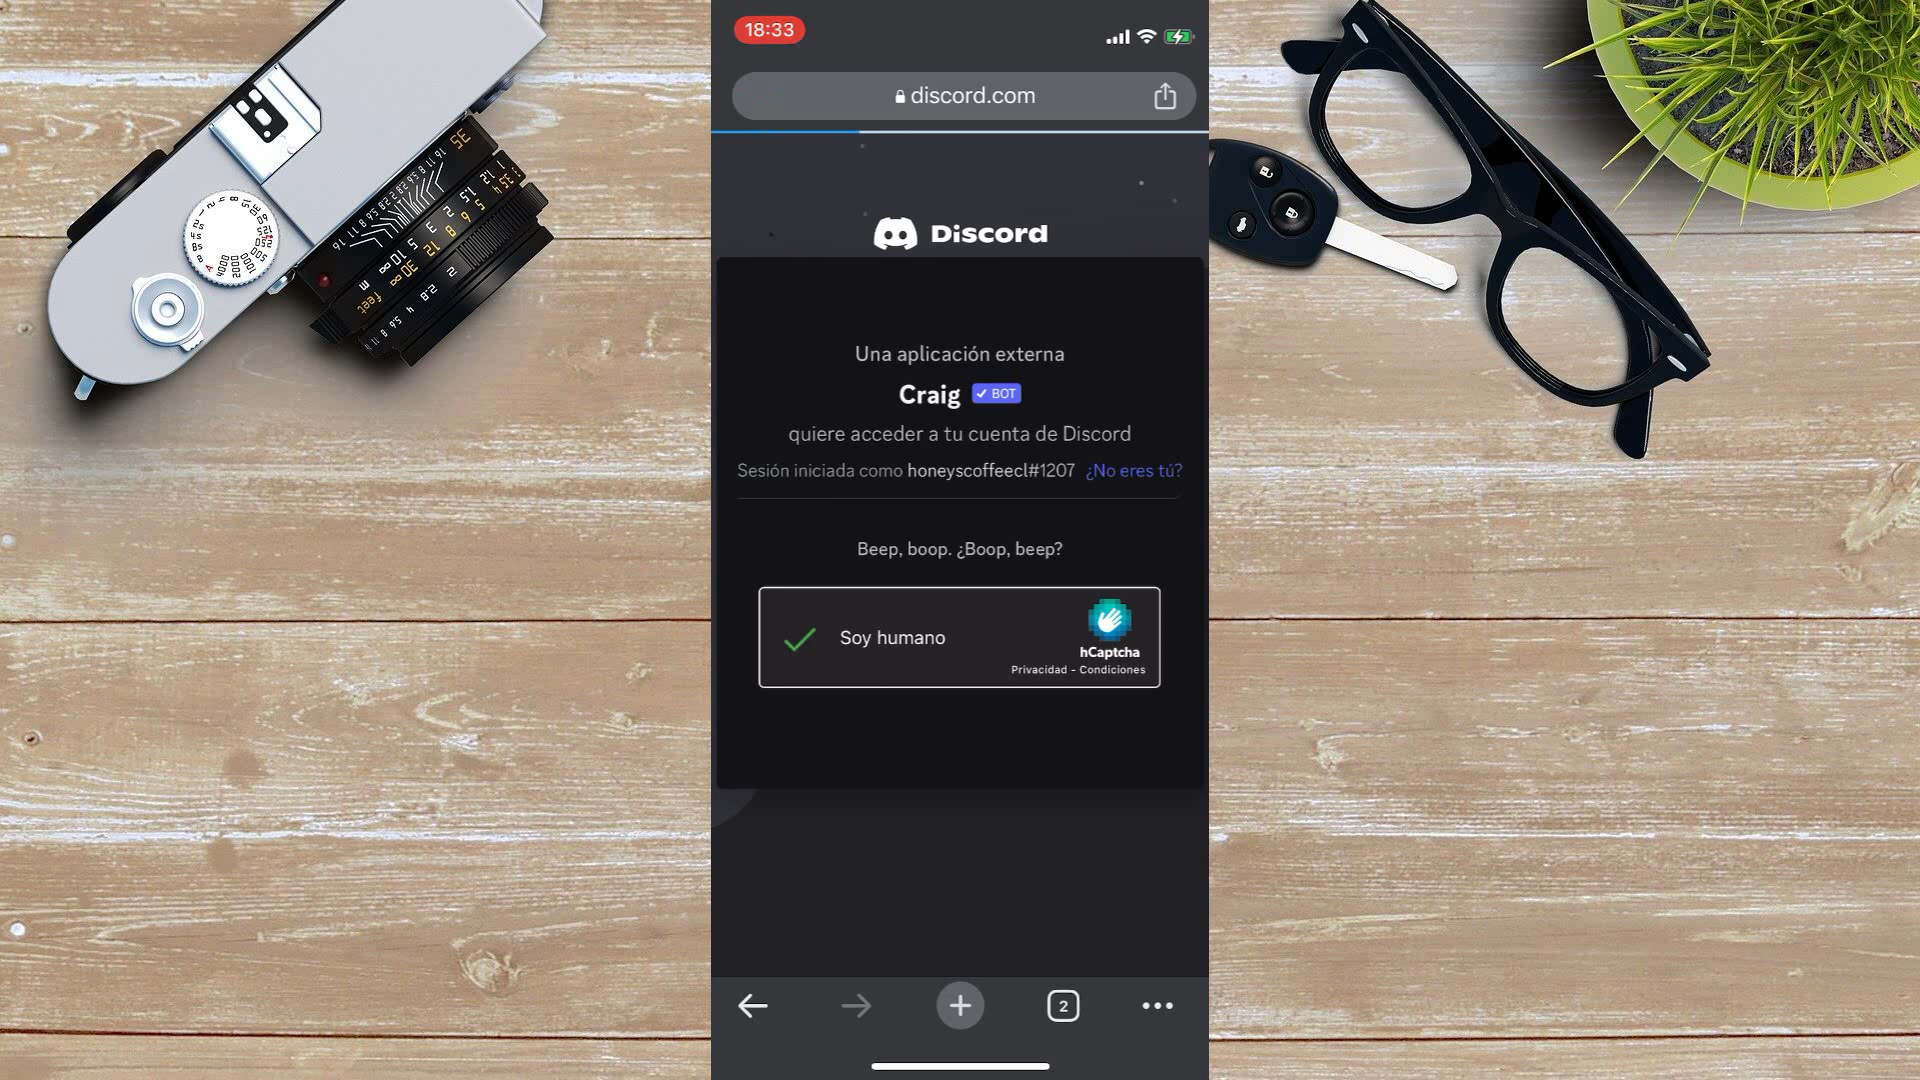 18:33
discord.com
Discord
Una aplicación externa
Craig BOT
quiere acceder a tu cuenta de Discord
Sesión iniciada como honeyscoffeecl#1207 ¿No eres tú?
Beep, boop. ¿Boop, beep?
Soy humano
hCaptcha
Privacidad - Condiciones
2